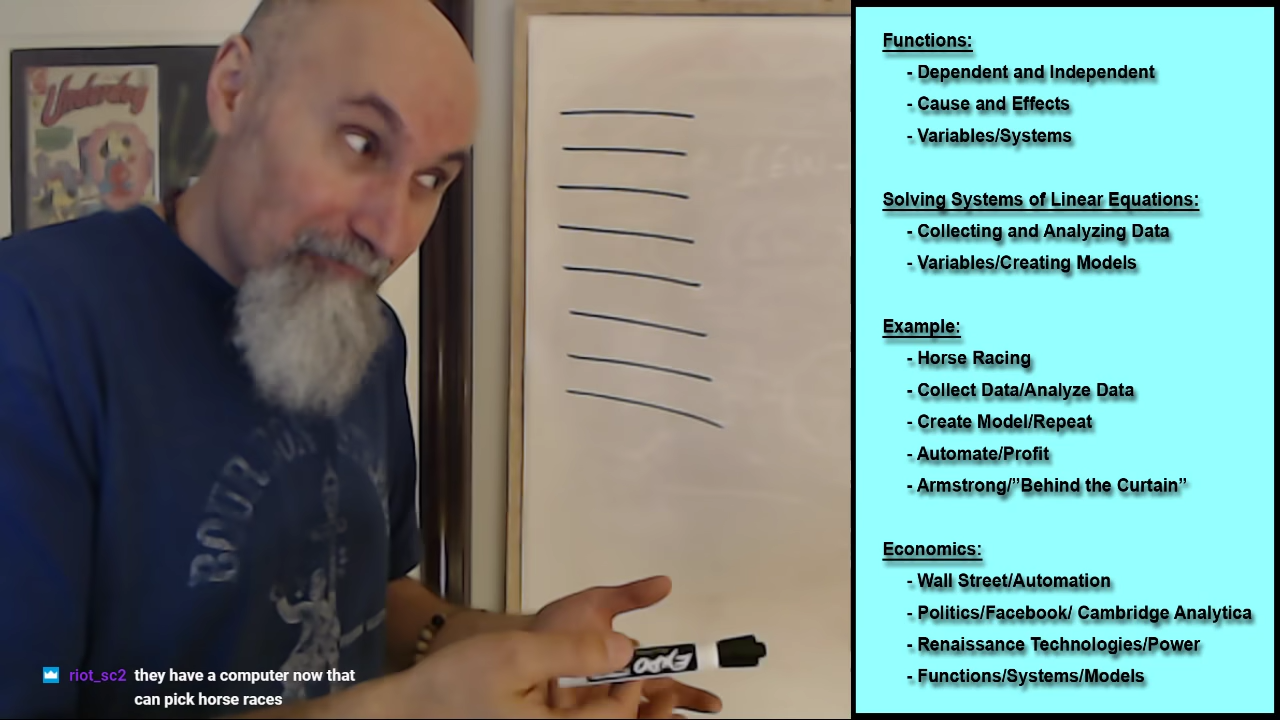 Underdog
BOUT
EXPO
riot_sc2 they have a computer now that
can pick horse races
Functions:
- Dependent and Independent
- Cause and Effects
- Variables/Systems
Solving Systems of Linear Equations:
- Collecting and Analyzing Data
- Variables/Creating Models
Example:
- Horse Racing
- Collect Data/Analyze Data
- Create Model/Repeat
- Automate/Profit
- Armstrong/”Behind the Curtain”
Economics:
- Wall Street/Automation
- Politics/Facebook/ Cambridge Analytica
- Renaissance Technologies/Power
- Functions/Systems/Models